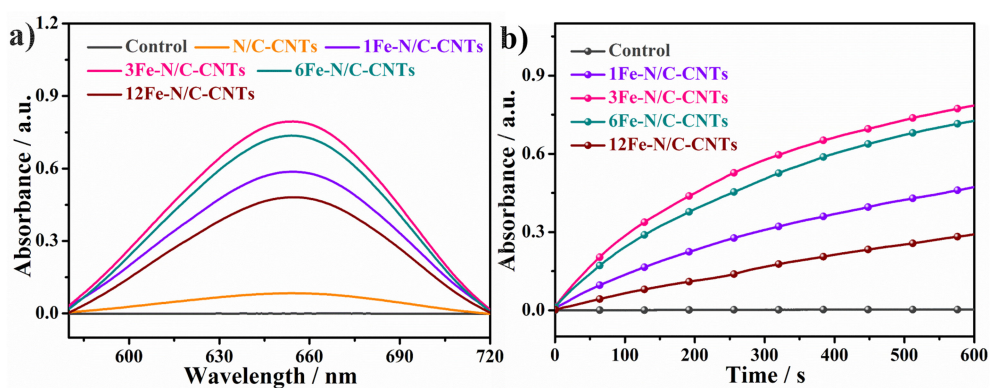 a)
Control N/C-CNTs 1Fe-N/C-CNTs
3Fe-N/C-CNTs 6Fe-N/C-CNTs
12Fe-N/C-CNTs
Absorbance / a.u.
1.2
0.9
0.6
0.3
0.0
600 630 660 690 720
Wavelength / nm
b)
Control
1Fe-N/C-CNTs
3Fe-N/C-CNTs
6Fe-N/C-CNTs
12Fe-N/C-CNTs
Absorbance / a.u.
0.9
0.6
0.3
0.0
0 100 200 300 400 500 600
Time / s